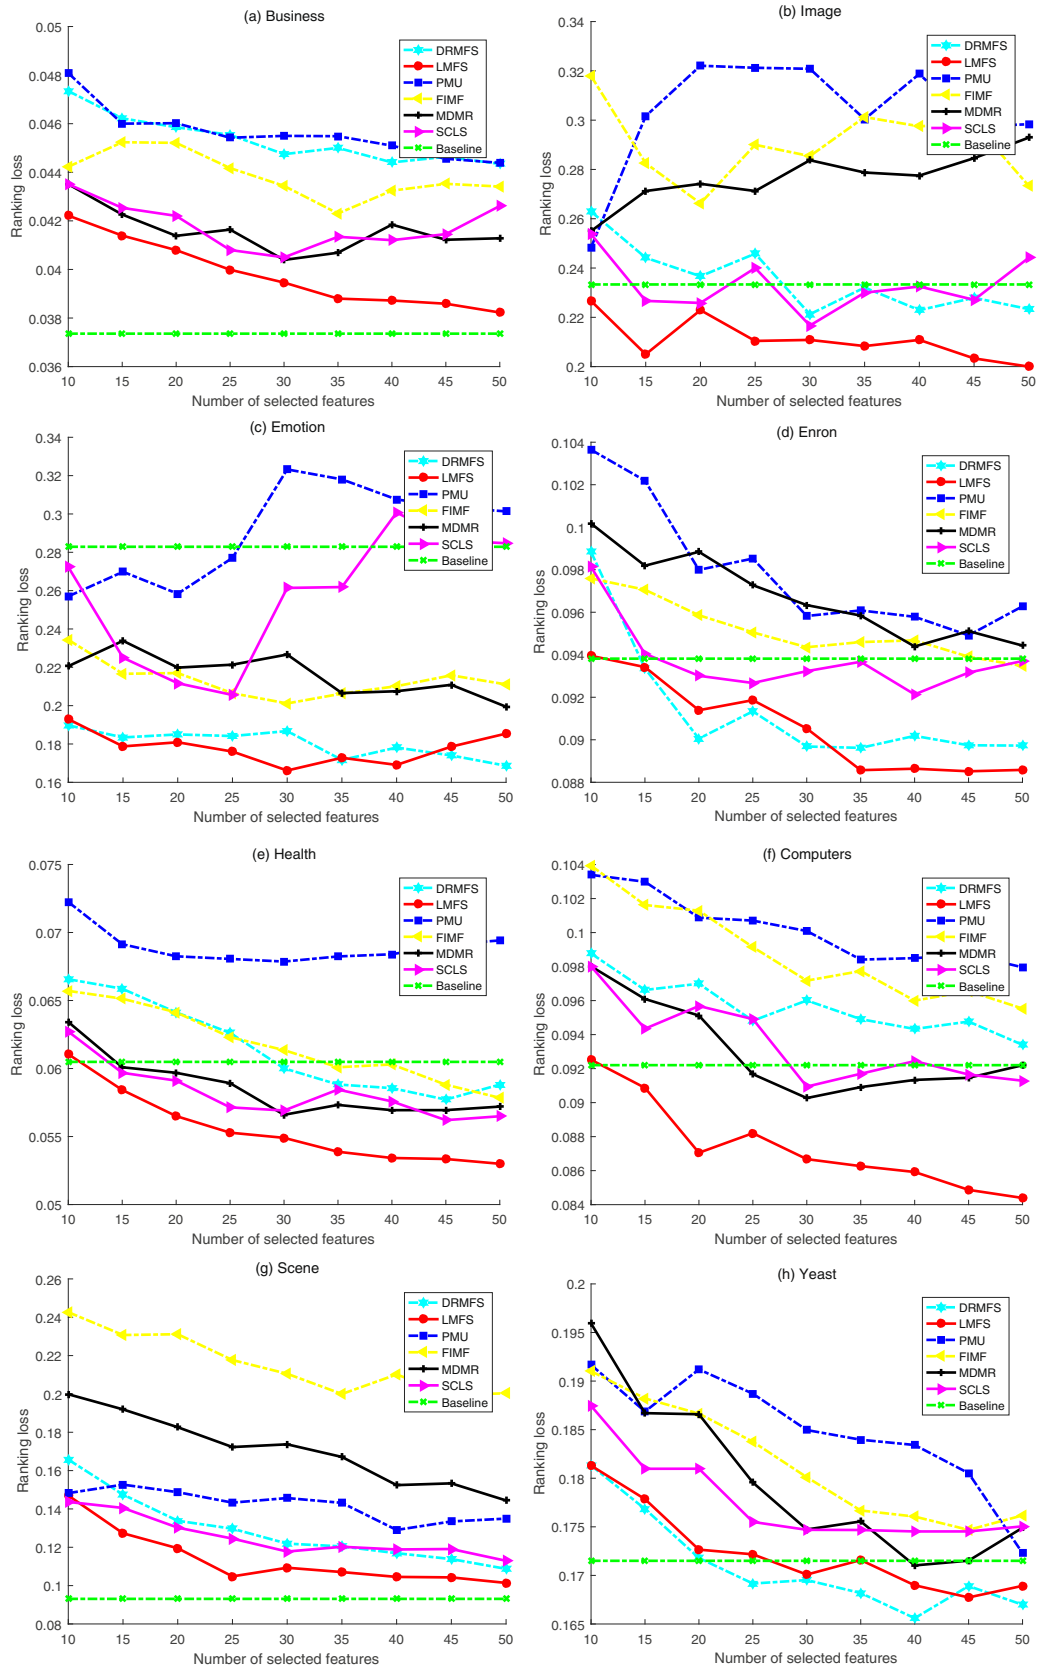 (a) Business
0.05
0.048
0.046
0.044
0.042
0.04
0.038
0.036
Ranking loss
10 15 20 25 30 35 40 45 50
Number of selected features
DRMFS
LMFS
PMU
FIMF
MDMR
SCLS
Baseline
(b) Image
0.34
0.32
0.3
0.28
0.26
0.24
0.22
0.2
Ranking loss
10 15 20 25 30 35 40 45 50
Number of selected features
DRMFS
LMFS
PMU
FIMF
MDMR
SCLS
Baseline
(c) Emotion
0.34
0.32
0.3
0.28
0.26
0.24
0.22
0.2
0.18
0.16
Ranking loss
10 15 20 25 30 35 40 45 50
Number of selected features
DRMFS
LMFS
PMU
FIMF
MDMR
SCLS
Baseline
(d) Enron
0.104
0.102
0.1
0.098
0.096
0.094
0.092
0.09
0.088
Ranking loss
10 15 20 25 30 35 40 45 50
Number of selected features
DRMFS
LMFS
PMU
FIMF
MDMR
SCLS
Baseline
(e) Health
0.075
0.07
0.065
0.06
0.055
0.05
Ranking loss
10 15 20 25 30 35 40 45 50
Number of selected features
DRMFS
LMFS
PMU
FIMF
MDMR
SCLS
Baseline
(f) Computers
0.104
0.102
0.1
0.098
0.096
0.094
0.092
0.09
0.088
0.086
0.084
Ranking loss
10 15 20 25 30 35 40 45 50
Number of selected features
DRMFS
LMFS
PMU
FIMF
MDMR
SCLS
Baseline
(g) Scene
0.26
0.24
0.22
0.2
0.18
0.16
0.14
0.12
0.1
0.08
Ranking loss
10 15 20 25 30 35 40 45 50
Number of selected features
DRMFS
LMFS
PMU
FIMF
MDMR
SCLS
Baseline
(h) Yeast
0.2
0.195
0.19
0.185
0.18
0.175
0.17
0.165
Ranking loss
10 15 20 25 30 35 40 45 50
Number of selected features
DRMFS
LMFS
PMU
FIMF
MDMR
SCLS
Baseline